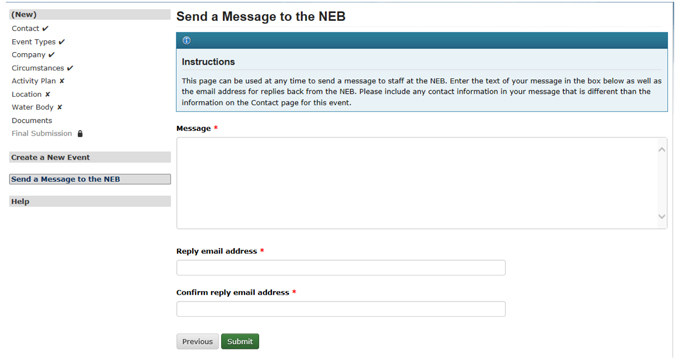 (New)
Contact ✔
Event Types ✔
Company ✔
Circumstances ✔
Activity Plan ✘
Location ✘
Water Body ✘
Documents
Final Submission
Create a New Event
Send a Message to the NEB
Help
Send a Message to the NEB
Instructions
This page can be used at any time to send a message to staff at the NEB. Enter the text of your message in the box below as well as
the email address for replies back from the NEB. Please include any contact information in your message that is different than the
information on the Contact page for this event.
Message *
Reply email address *
Confirm reply email address *
Previous Submit